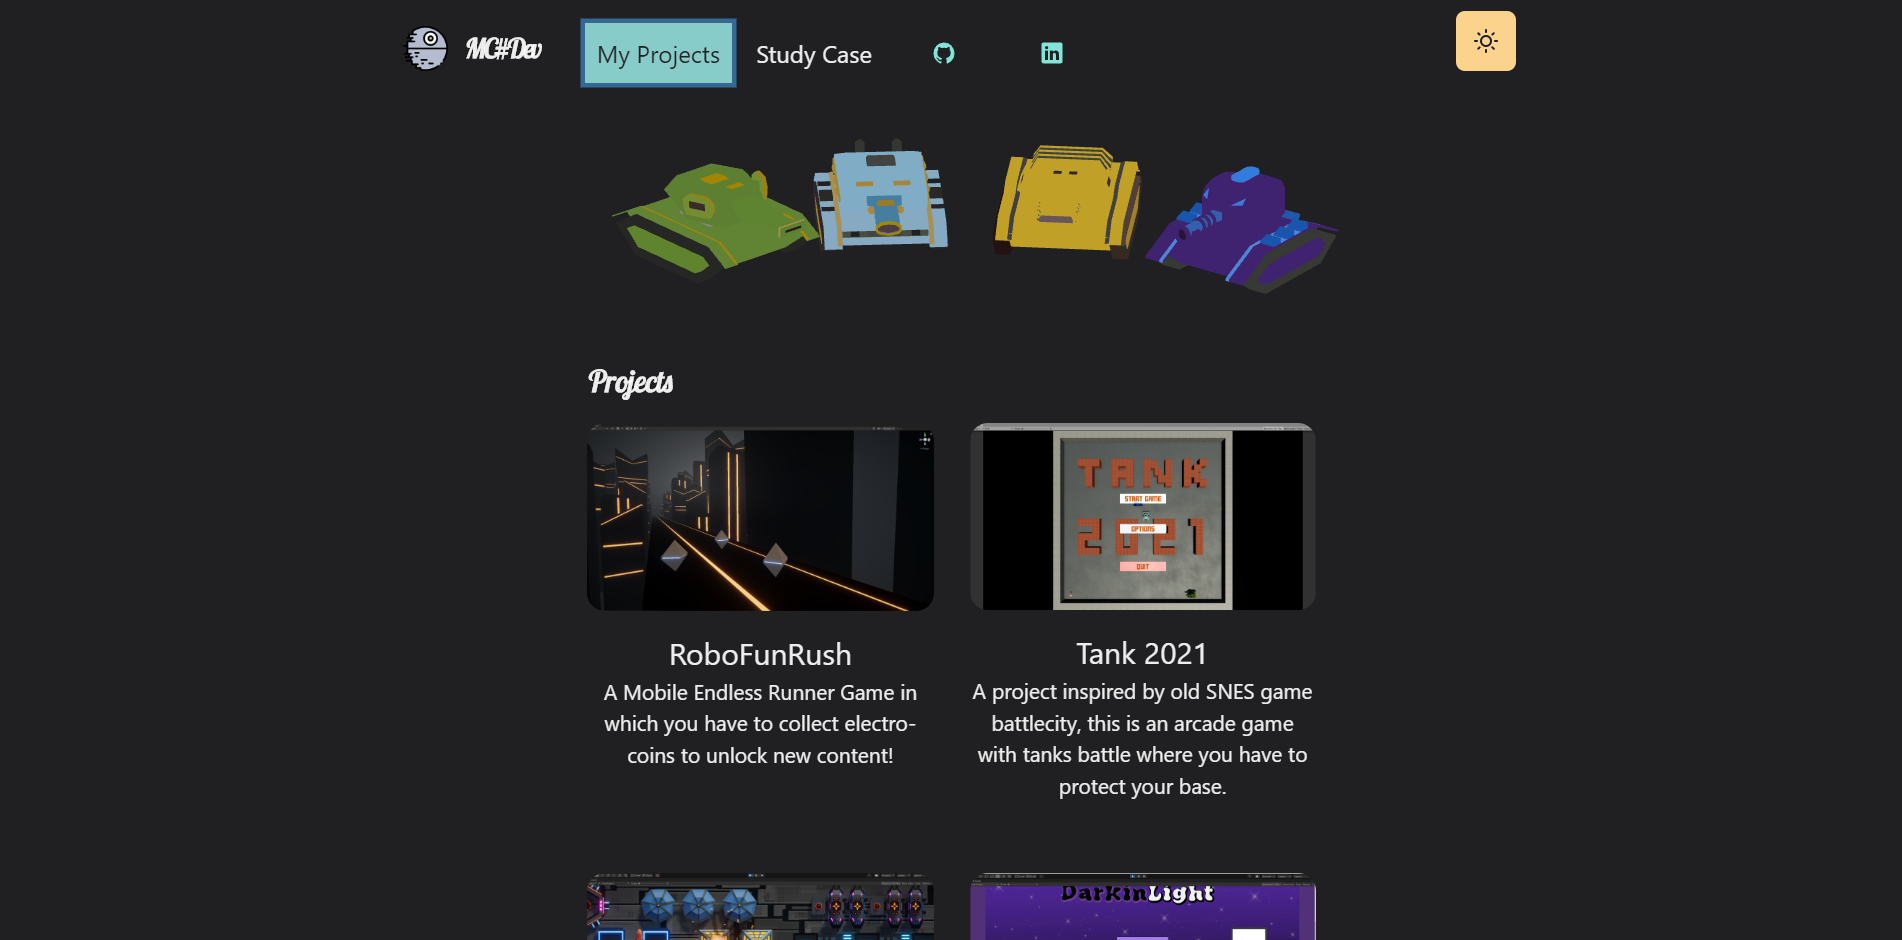 MC#Dev
My Projects
Study Case
Projects
TANK
START GAME
OPTIONS
2021
QUIT
RoboFunRush
A Mobile Endless Runner Game in
which you have to collect electro-
coins to unlock new content!
Tank 2021
A project inspired by old SNES game
battlecity, this is an arcade game
with tanks battle where you have to
protect your base.
DarkinLight